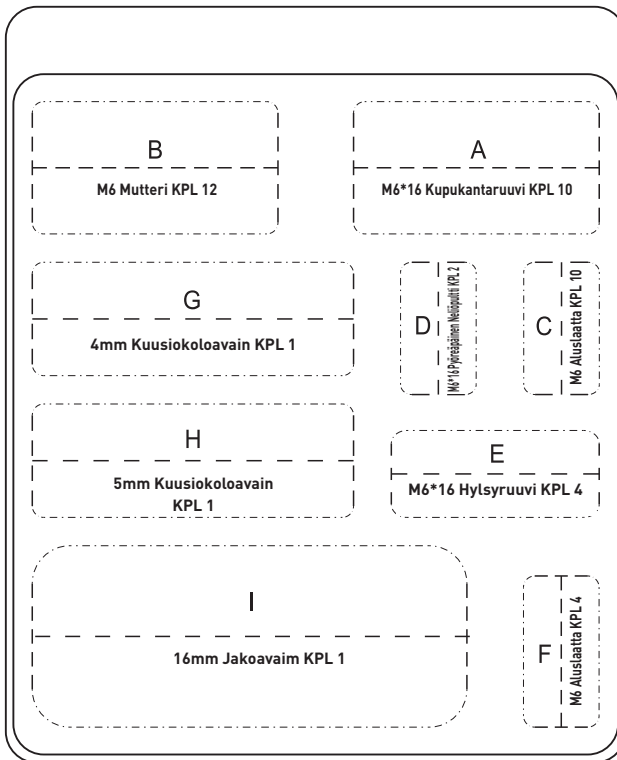 B
M6 Mutteri KPL 12
A
M6*16 Kupukantaruuvi KPL 10
G
4mm Kuusiokoloavain KPL 1
D
M6*16 Pyöreäpäinen Neliöpultti KPL 2
C
M6 Aluslaatta KPL 10
H
5mm Kuusiokoloavain
KPL 1
E
M6*16 Hylsyruuvi KPL 4
I
16mm Jakoavaim KPL 1
F
M6 Aluslaatta KPL 4